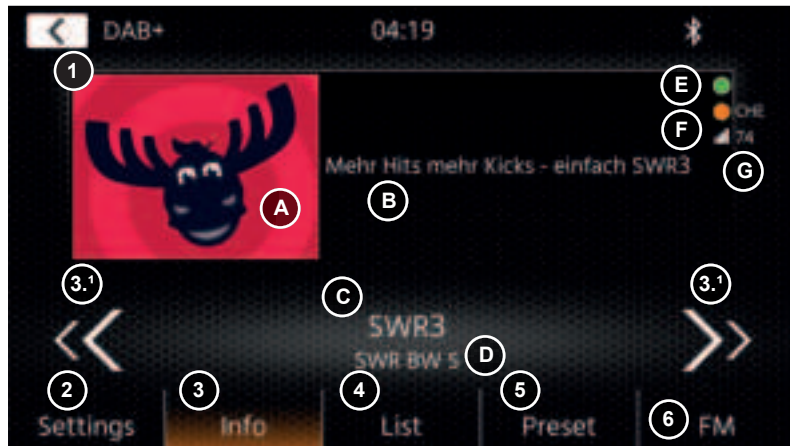 DAB+ 04:19
1
E
CHE
F 74
Mehr Hits mehr Kicks - einfach SWR3 G
A B
3.¹ C 3.¹
SWR3
SWR BW S D
2 3 4 5
Settings Info List Preset 6 FM